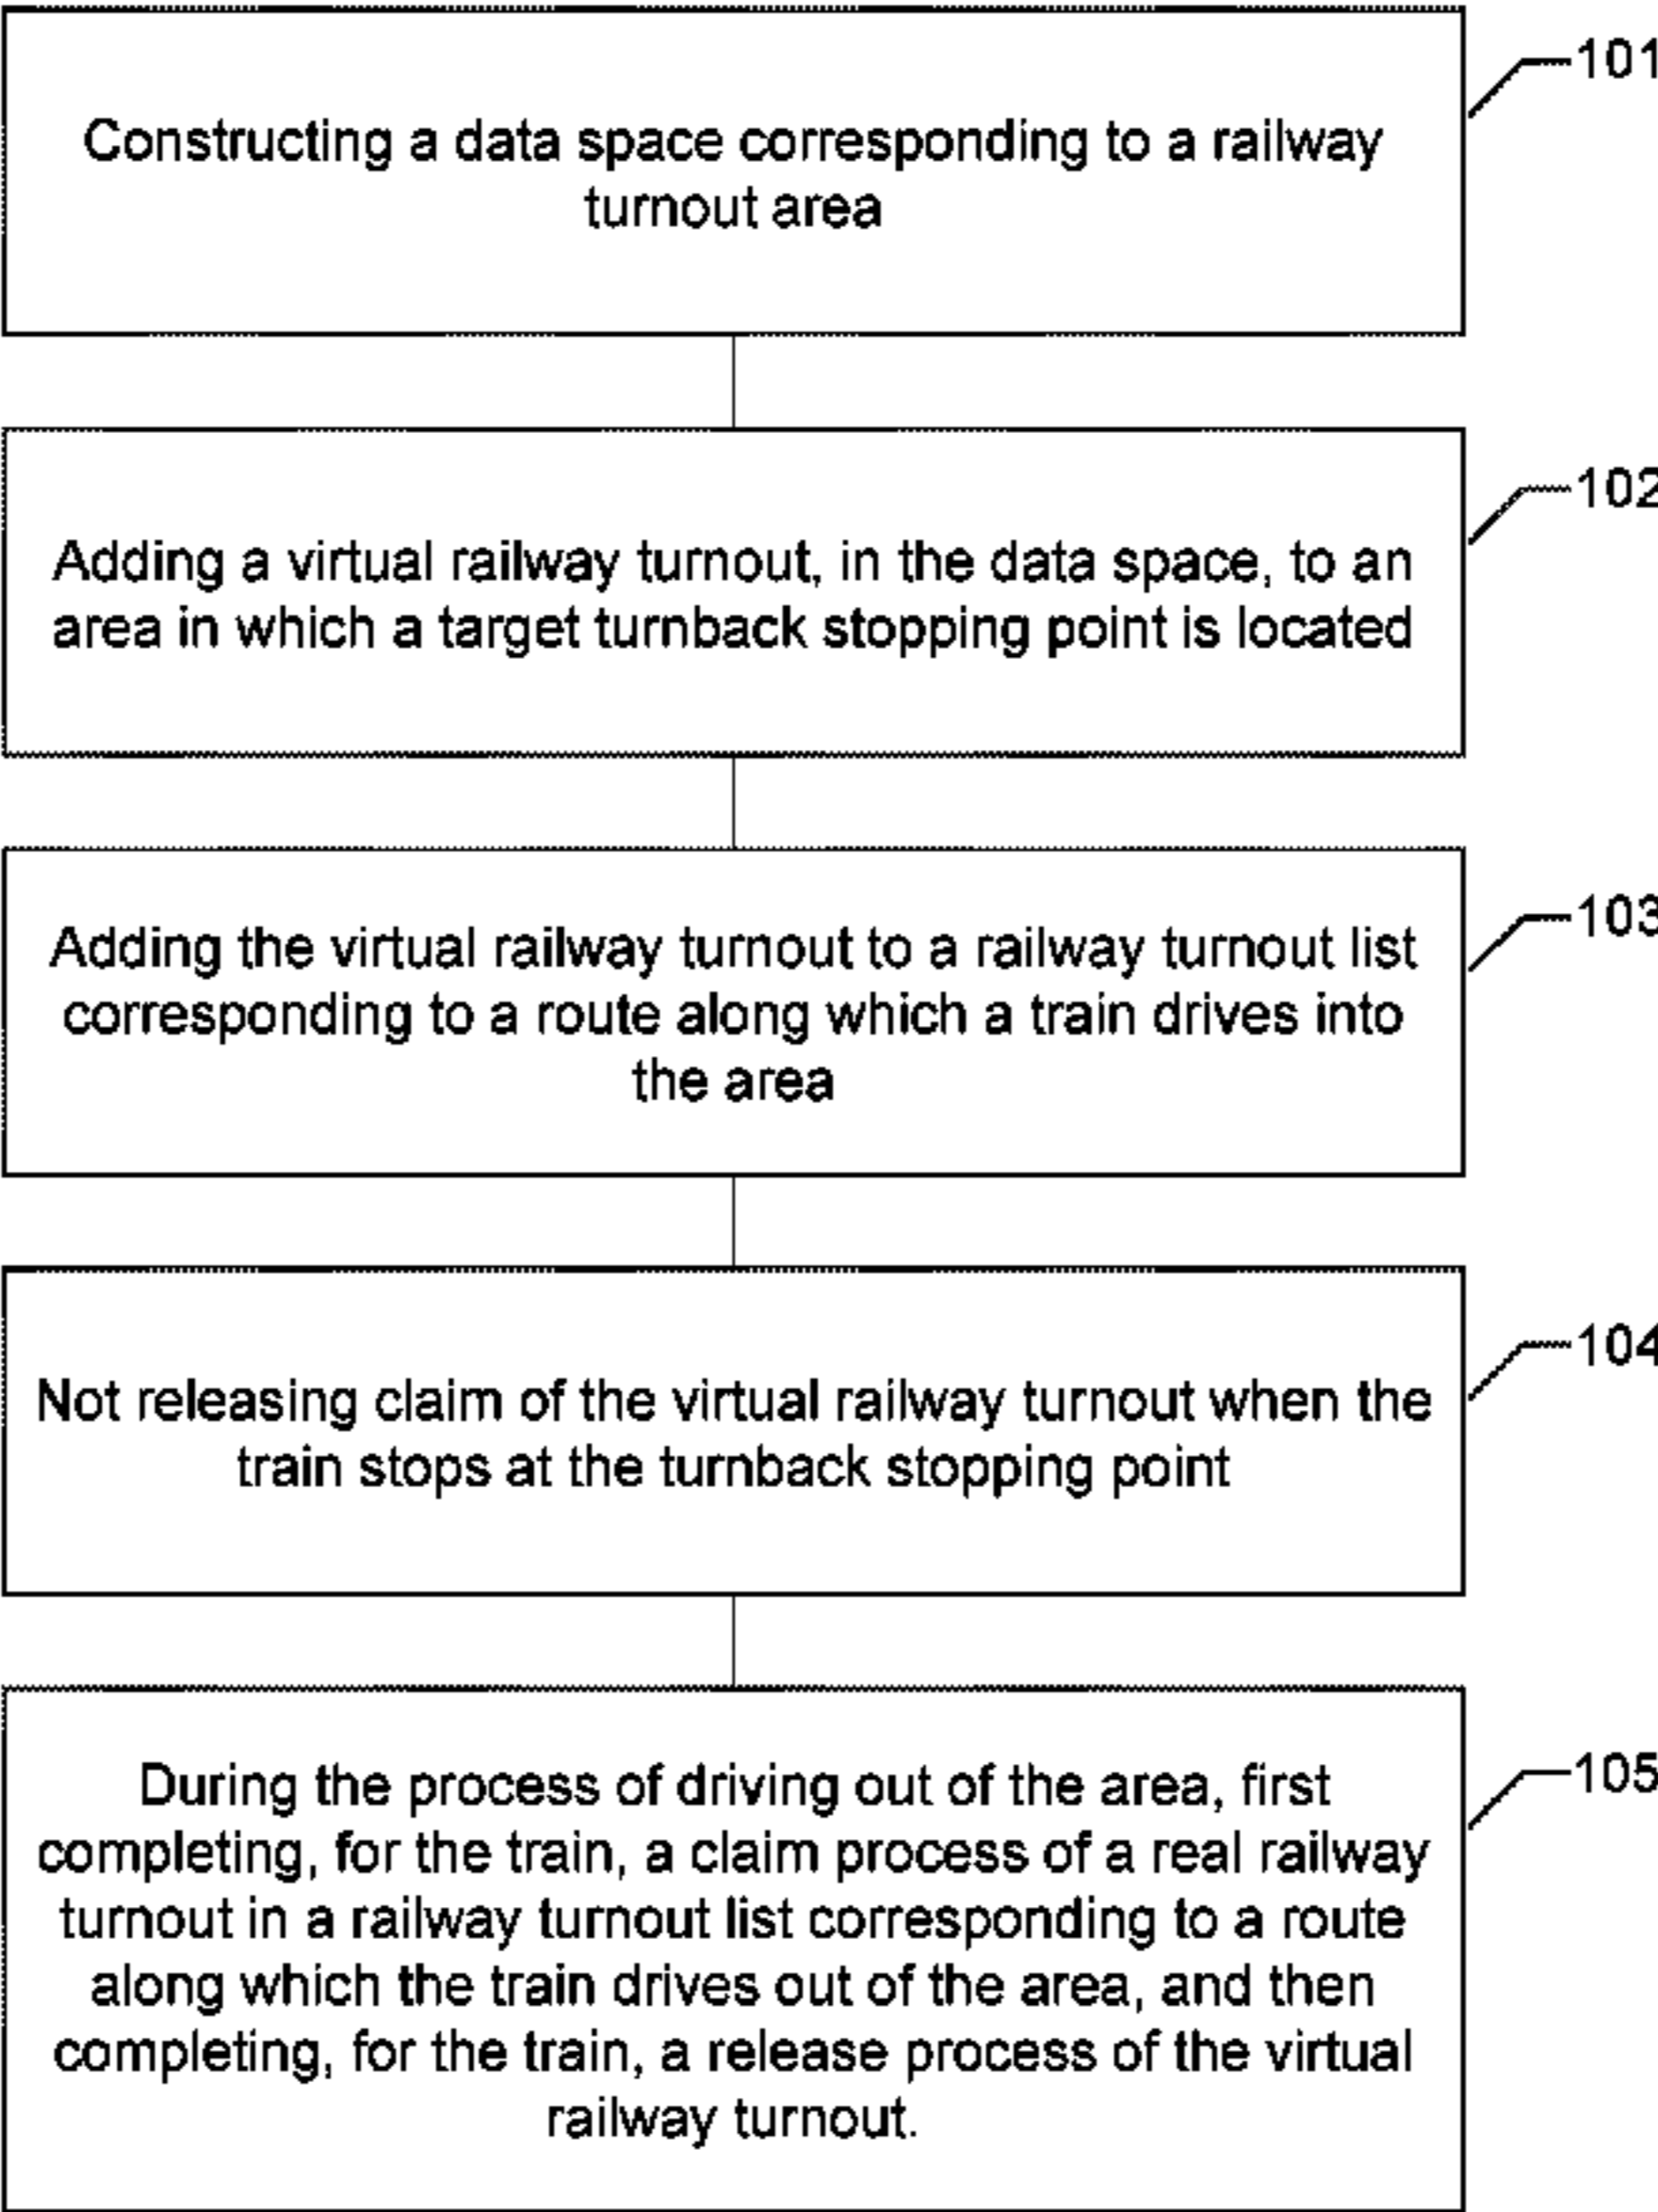 101
Constructing a data space corresponding to a railway
turnout area
102
Adding a virtual railway turnout, in the data space, to an
area in which a target turnback stopping point is located
103
Adding the virtual railway turnout to a railway turnout list
corresponding to a route along which a train drives into
the area
104
Not releasing claim of the virtual railway turnout when the
train stops at the turnback stopping point
105
During the process of driving out of the area, first
completing, for the train, a claim process of a real railway
turnout in a railway turnout list corresponding to a route
along which the train drives out of the area, and then
completing, for the train, a release process of the virtual
railway turnout.